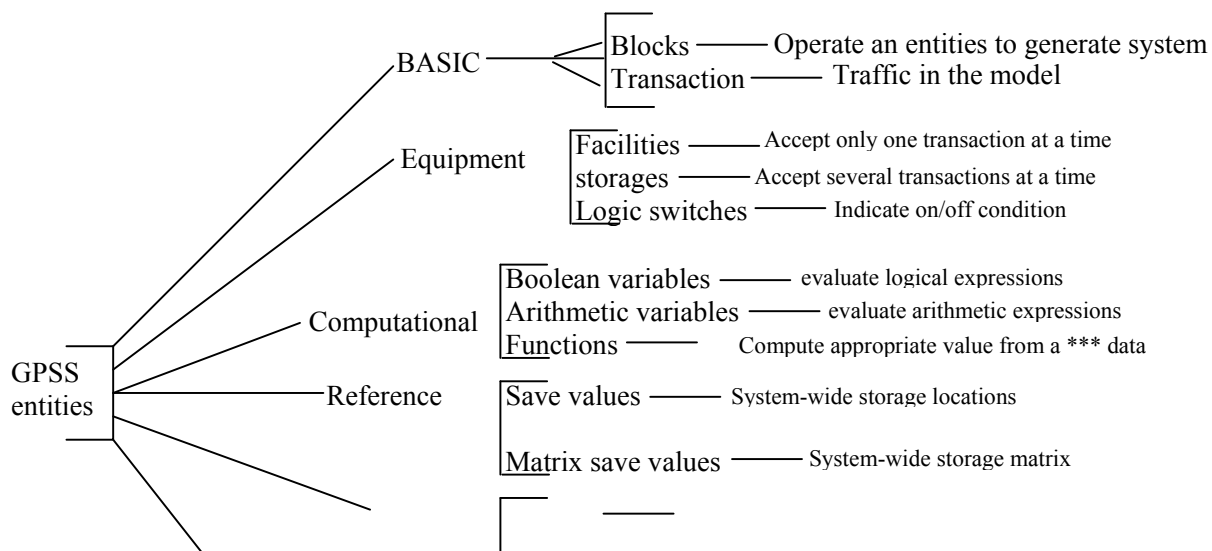 BASIC
Blocks Operate an entities to generate system
Transaction Traffic in the model
Equipment
Facilities Accept only one transaction at a time
storages Accept several transactions at a time
Logic switches Indicate on/off condition
Computational
Boolean variables evaluate logical expressions
Arithmetic variables evaluate arithmetic expressions
Functions Compute appropriate value from a *** data
GPSS
entities
Reference
Save values System-wide storage locations
Matrix save values System-wide storage matrix